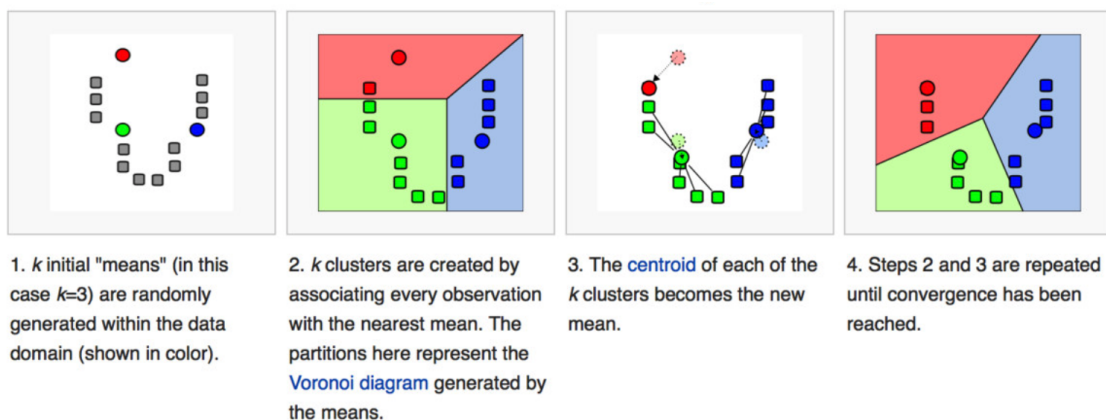 1. k initial "means" (in this
case k=3) are randomly
generated within the data
domain (shown in color).
2. k clusters are created by
associating every observation
with the nearest mean. The
partitions here represent the
Voronoi diagram generated by
the means.
3. The centroid of each of the
k clusters becomes the new
mean.
4. Steps 2 and 3 are repeated
until convergence has been
reached.